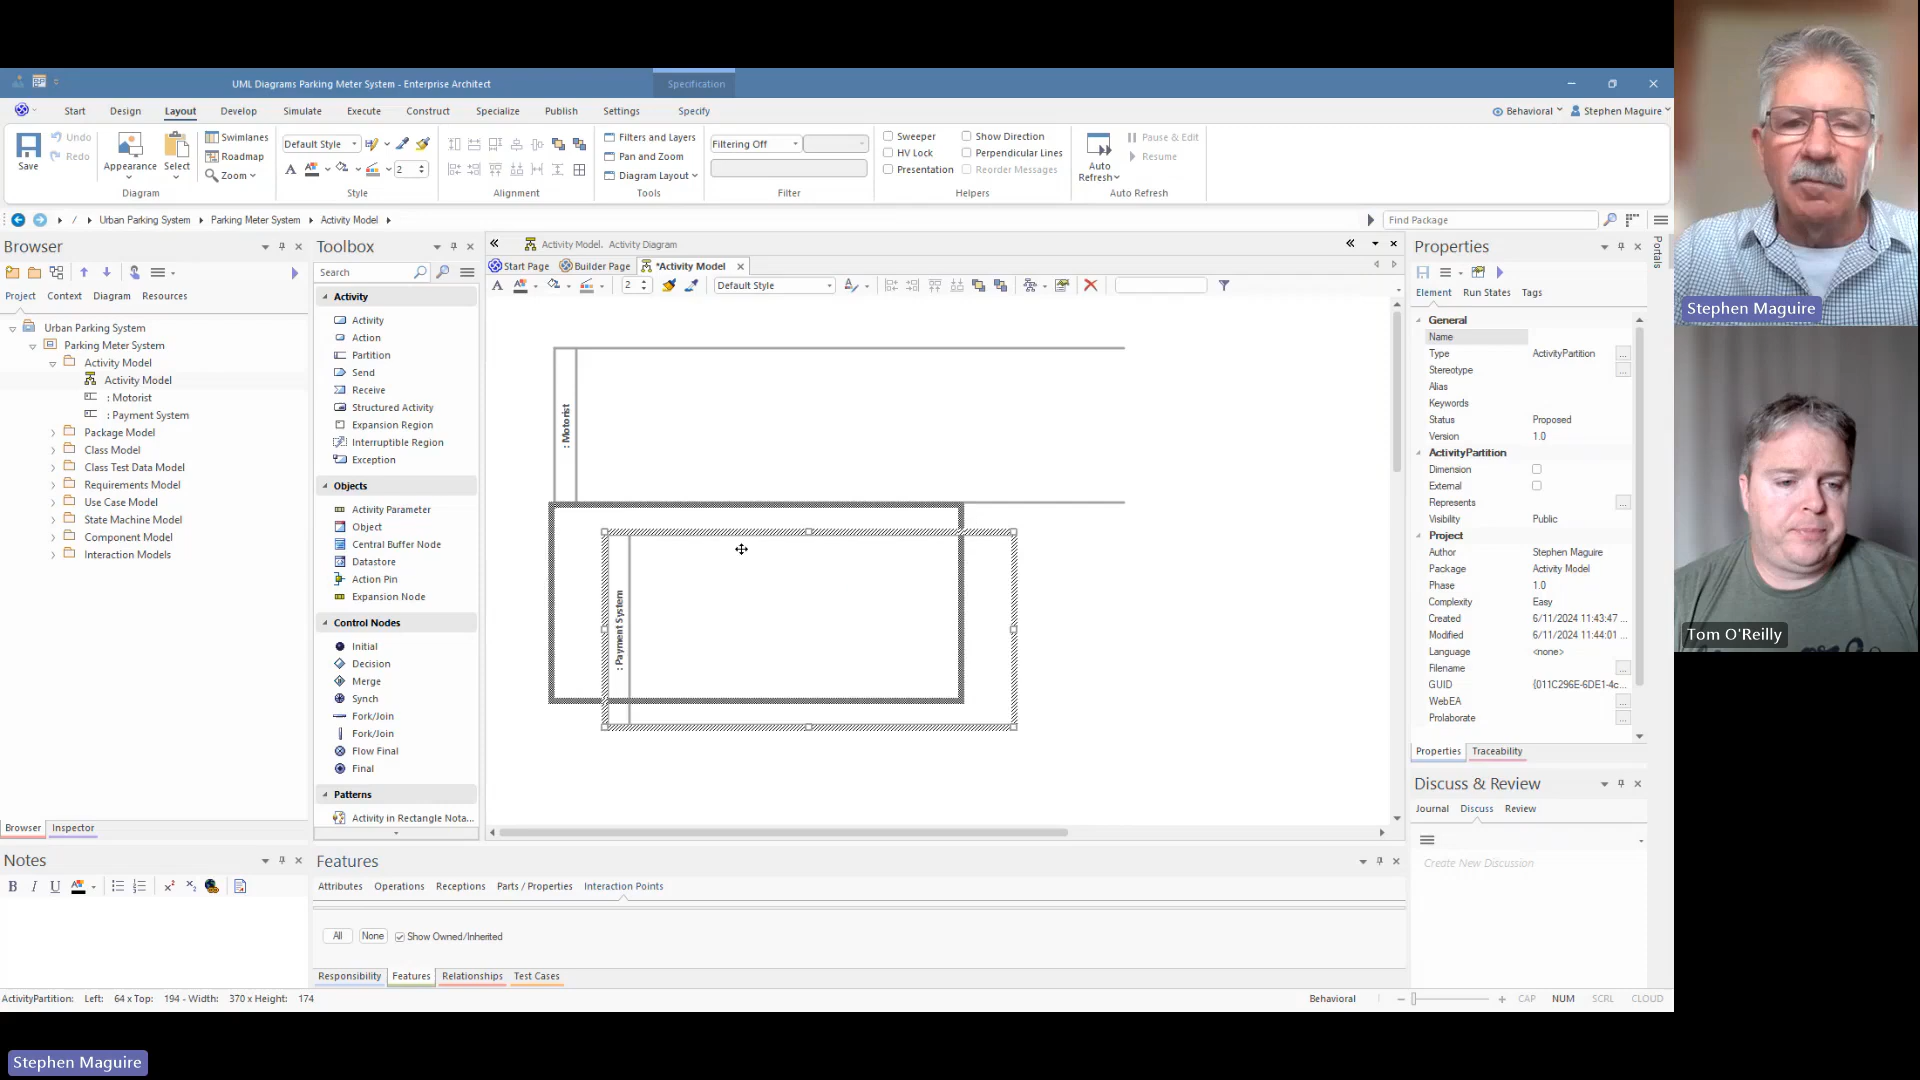 UML Diagrams Parking Meter System - Enterprise Architect
Specification
Start Design Layout Develop Simulate Execute Construct Specialize Publish Settings Specify
Behavioral Stephen Maguire
Save
Undo
Redo
Appearance
Select
Swimlanes
Roadmap
Zoom
Diagram
Default Style
A 2
Style
Alignment
Filters and Layers
Pan and Zoom
Diagram Layout
Tools
Filtering Off
Filter
Sweeper
HV Lock
Presentation
Show Direction
Perpendicular Lines
Reorder Messages
Helpers
Auto
Refresh
Pause & Edit
Resume
Auto Refresh
/ Urban Parking System Parking Meter System Activity Model
Find Package
Portals
Browser
Project Context Diagram Resources
Urban Parking System
Parking Meter System
Activity Model
Activity Model
: Motorist
: Payment System
Package Model
Class Model
Class Test Data Model
Requirements Model
Use Case Model
State Machine Model
Component Model
Interaction Models
Browser Inspector
Toolbox
Search
Activity
Activity
Action
Partition
Send
Receive
Structured Activity
Expansion Region
Interruptible Region
Exception
Objects
Activity Parameter
Object
Central Buffer Node
Datastore
Action Pin
Expansion Node
Control Nodes
Initial
Decision
Merge
Synch
Fork/Join
Fork/Join
Flow Final
Final
Patterns
Activity in Rectangle Nota...
Activity Model. Activity Diagram
Start Page Builder Page *Activity Model
A 2 Default Style
: Motorist
: Payment System
Properties
Element Run States Tags
General
Name
Type ActivityPartition ...
Stereotype ...
Alias
Keywords
Status Proposed
Version 1.0
ActivityPartition
Dimension
External
Represents ...
Visibility Public
Project
Author Stephen Maguire
Package Activity Model
Phase 1.0
Complexity Easy
Created 6/11/2024 11:43:47 ...
Modified 6/11/2024 11:44:01 ...
Language <none>
Filename ...
GUID {011C296E-6DE1-4c...
WebEA ...
Prolaborate ...
Properties Traceability
Discuss & Review
Journal Discuss Review
Create New Discussion
Notes
B I U
Features
Attributes Operations Receptions Parts / Properties Interaction Points
All None Show Owned/Inherited
Responsibility Features Relationships Test Cases
ActivityPartition: Left: 64 x Top: 194 - Width: 370 x Height: 174
Behavioral CAP NUM SCRL CLOUD
Stephen Maguire
Tom O'Reilly
Stephen Maguire